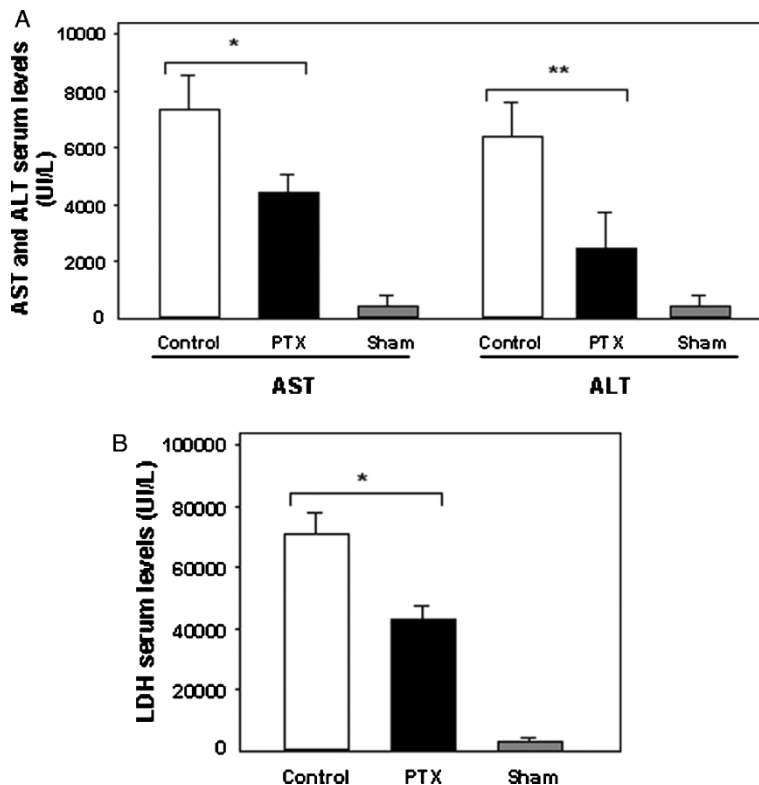 A
AST and ALT serum levels
(UI/L)
10000
8000
6000
4000
2000
0
*
**
Control PTX Sham Control PTX Sham
AST ALT
B
LDH serum levels (UI/L)
100000
80000
60000
40000
20000
0
*
Control PTX Sham